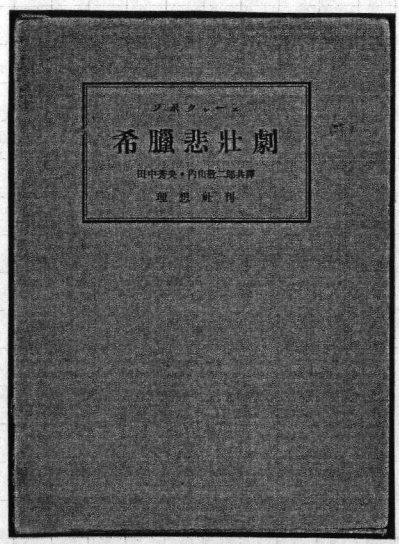 ソポクレース
希臘悲壯劇
田中秀央・內山敬二郎共譯
理想社刊